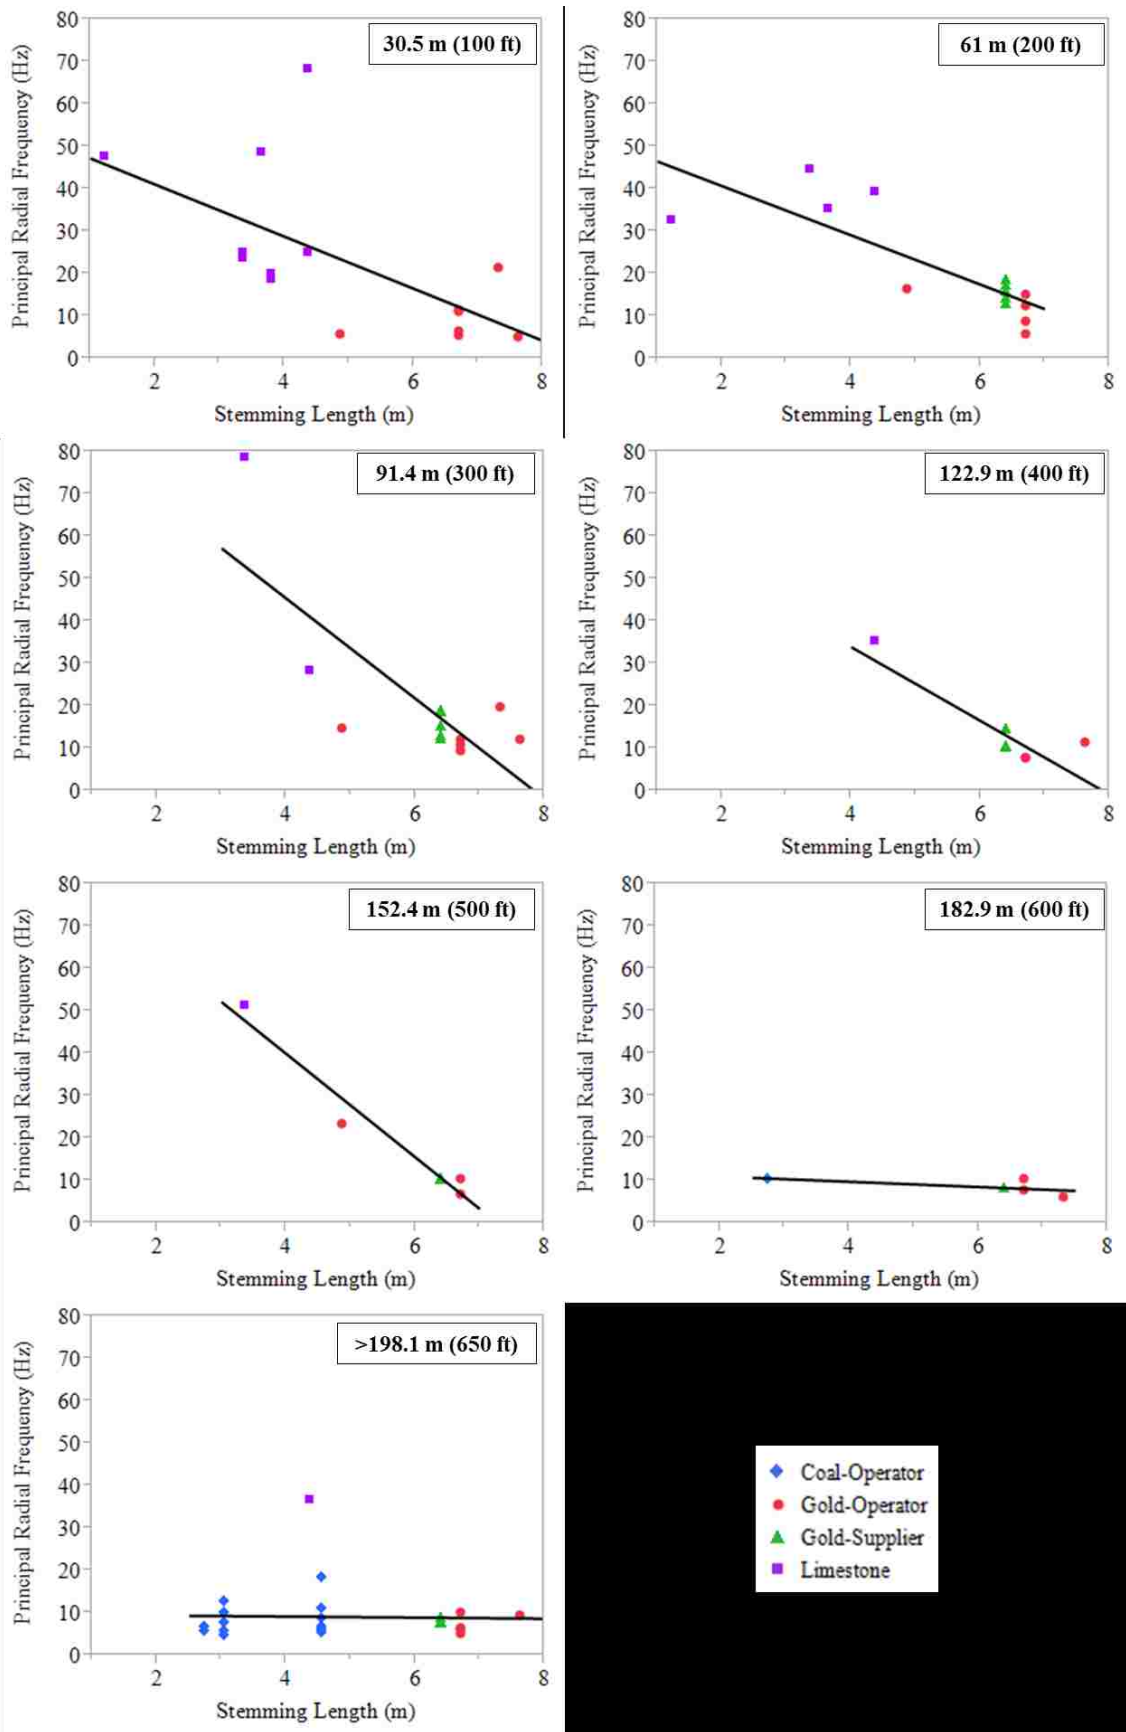 30.5 m (100 ft)
Principal Radial Frequency (Hz)
80
70
60
50
40
30
20
10
0
2 4 6 8
Stemming Length (m)
61 m (200 ft)
Principal Radial Frequency (Hz)
80
70
60
50
40
30
20
10
0
2 4 6 8
Stemming Length (m)
91.4 m (300 ft)
Principal Radial Frequency (Hz)
80
70
60
50
40
30
20
10
0
2 4 6 8
Stemming Length (m)
122.9 m (400 ft)
Principal Radial Frequency (Hz)
80
70
60
50
40
30
20
10
0
2 4 6 8
Stemming Length (m)
152.4 m (500 ft)
Principal Radial Frequency (Hz)
80
70
60
50
40
30
20
10
0
2 4 6 8
Stemming Length (m)
182.9 m (600 ft)
Principal Radial Frequency (Hz)
80
70
60
50
40
30
20
10
0
2 4 6 8
Stemming Length (m)
>198.1 m (650 ft)
Principal Radial Frequency (Hz)
80
70
60
50
40
30
20
10
0
2 4 6 8
Stemming Length (m)
Coal-Operator
Gold-Operator
Gold-Supplier
Limestone